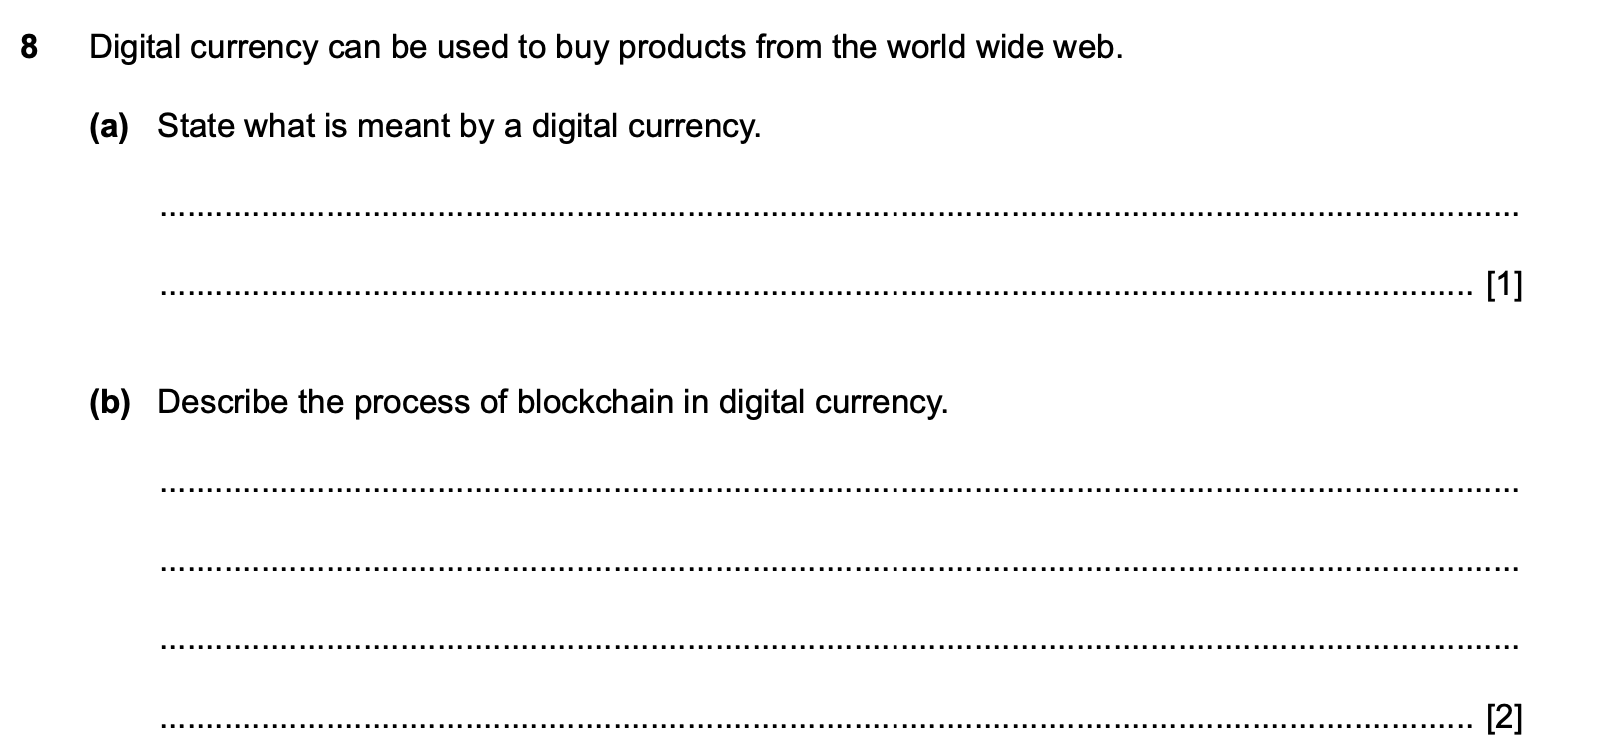 8 Digital currency can be used to buy products from the world wide web.
(a) State what is meant by a digital currency.
..........................................................................................................................................
..................................................................................................................................... [1]
(b) Describe the process of blockchain in digital currency.
..........................................................................................................................................
..........................................................................................................................................
..........................................................................................................................................
..................................................................................................................................... [2]